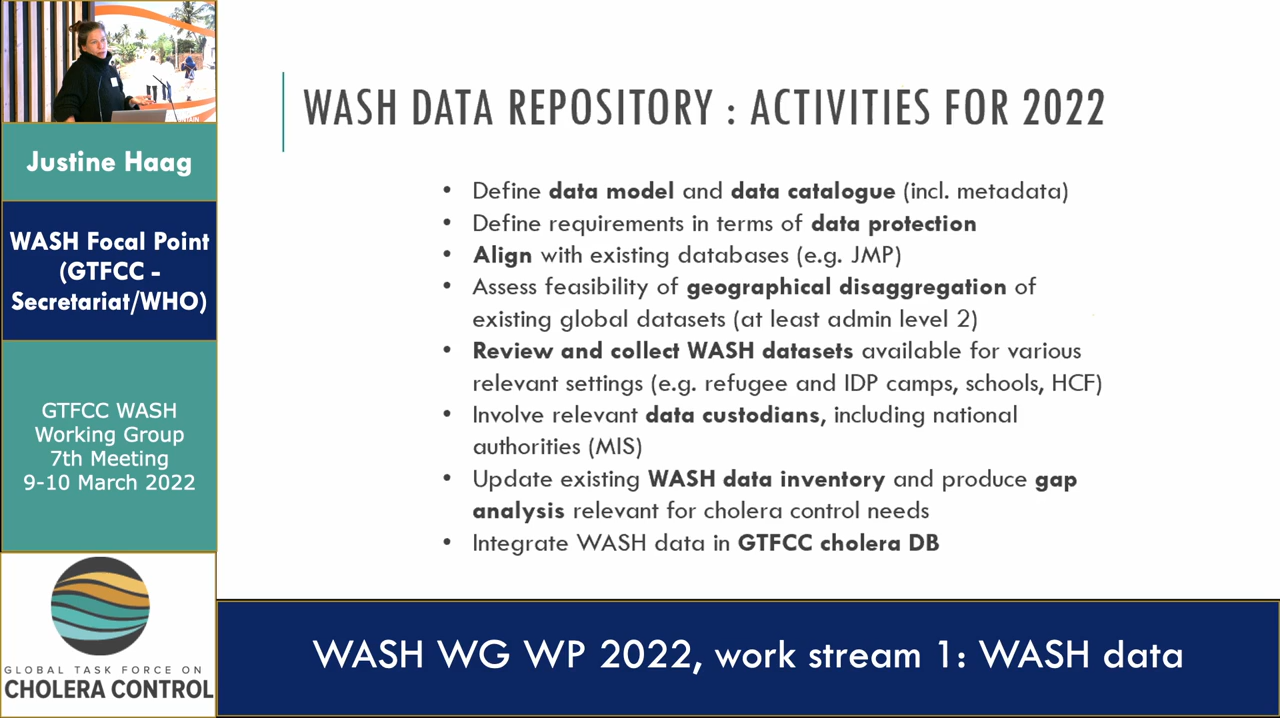 Justine Haag
WASH Focal Point
(GTFCC -
Secretariat/WHO)
GTFCC WASH
Working Group
7th Meeting
9-10 March 2022
GLOBAL TASK FORCE ON
CHOLERA CONTROL
WASH DATA REPOSITORY : ACTIVITIES FOR 2022
• Define data model and data catalogue (incl. metadata)
• Define requirements in terms of data protection
• Align with existing databases (e.g. JMP)
• Assess feasibility of geographical disaggregation of
existing global datasets (at least admin level 2)
• Review and collect WASH datasets available for various
relevant settings (e.g. refugee and IDP camps, schools, HCF)
• Involve relevant data custodians, including national
authorities (MIS)
• Update existing WASH data inventory and produce gap
analysis relevant for cholera control needs
• Integrate WASH data in GTFCC cholera DB
WASH WG WP 2022, work stream 1: WASH data